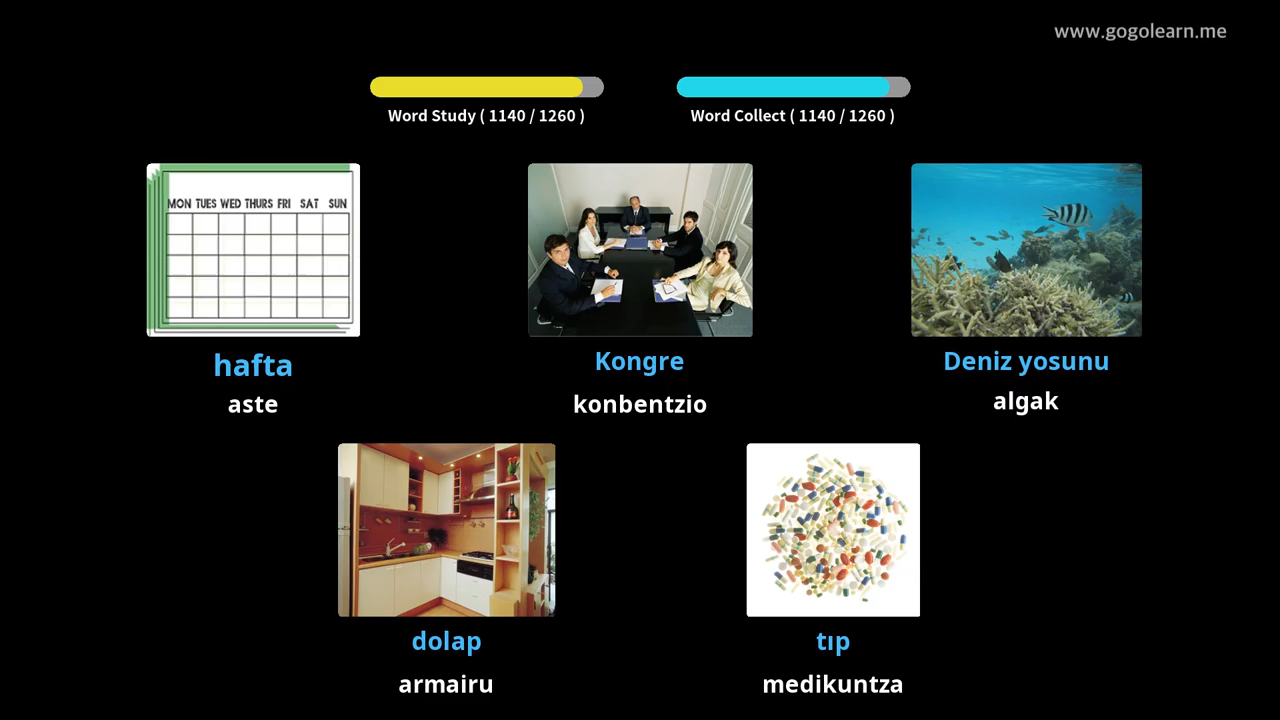 www.gogolearn.me
Word Study ( 1140 / 1260 )
Word Collect ( 1140 / 1260 )
MON TUES WED THURS FRI SAT SUN
hafta
aste
Kongre
konbentzio
Deniz yosunu
algak
dolap
armairu
tıp
medikuntza